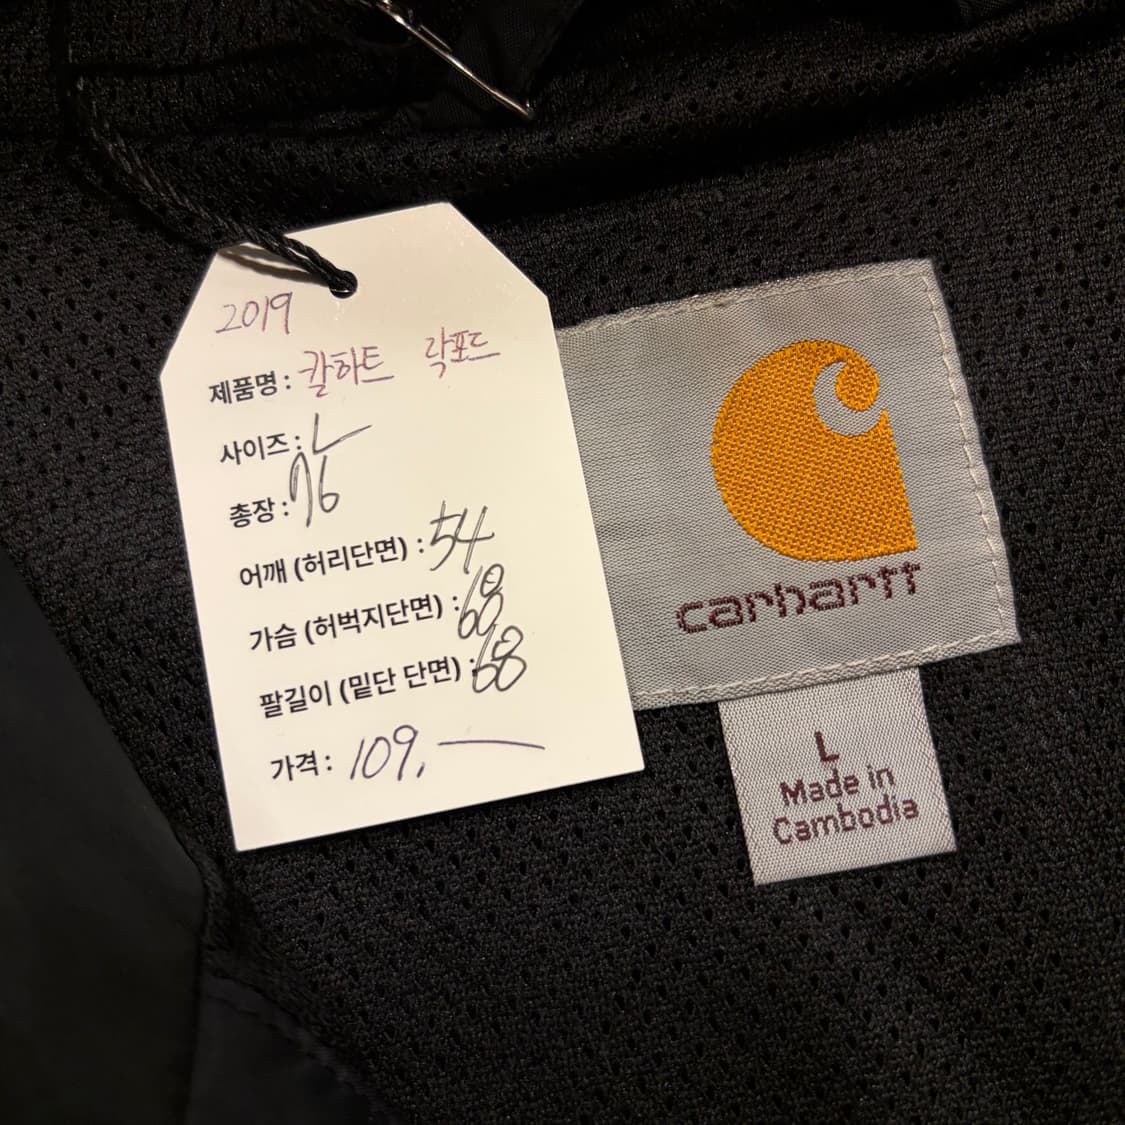 2019
제품명 : 칼하트 락포드
사이즈 : L
총장 : 76
어깨 (허리단면) : 54
가슴 (허벅지단면) : 68
팔길이 (밑단 단면) : 68
가격 : 109,—
carhartt
L
Made in
Cambodia